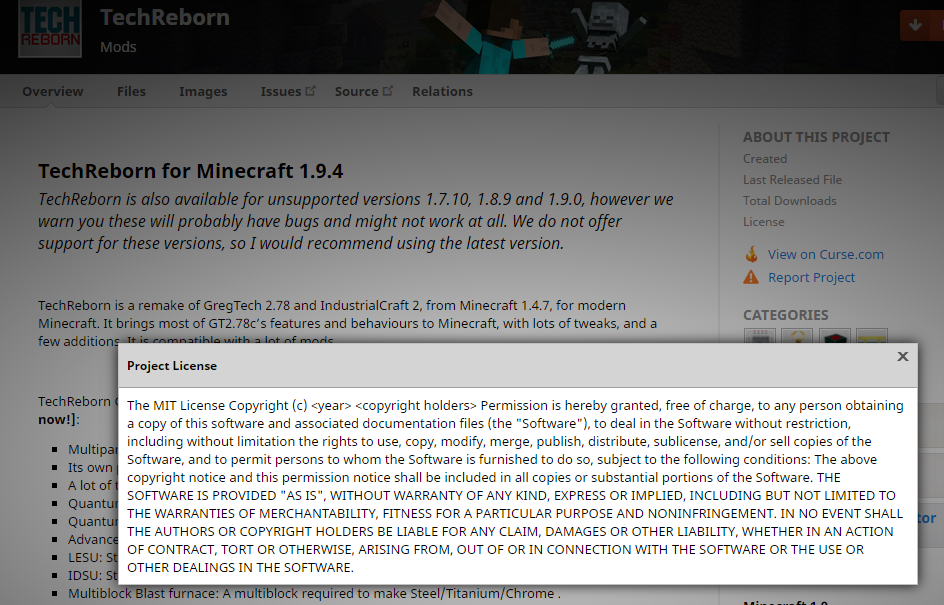 TECH
REBORN
TechReborn
Mods
Overview Files Images Issues Source Relations
TechReborn for Minecraft 1.9.4
TechReborn is also available for unsupported versions 1.7.10, 1.8.9 and 1.9.0, however we
warn you these will probably have bugs and might not work at all. We do not offer
support for these versions, so I would recommend using the latest version.
TechReborn is a remake of GregTech 2.78 and IndustrialCraft 2, from Minecraft 1.4.7, for modern
Minecraft. It brings most of GT2.78c's features and behaviours to Minecraft, with lots of tweaks, and a
few additions. It is compatible with a lot of mods.
TechReborn
now!]:
Multipar
Its own
A lot of
Quantu
Quantu
Advance
LESU: St
IDSU: St
Multiblock Blast furnace: A multiblock required to make Steel/Titanium/Chrome .
ABOUT THIS PROJECT
Created
Last Released File
Total Downloads
License
View on Curse.com
Report Project
CATEGORIES
tor
Minecraft 1.9
Project License
The MIT License Copyright (c) <year> <copyright holders> Permission is hereby granted, free of charge, to any person obtaining
a copy of this software and associated documentation files (the "Software"), to deal in the Software without restriction,
including without limitation the rights to use, copy, modify, merge, publish, distribute, sublicense, and/or sell copies of the
Software, and to permit persons to whom the Software is furnished to do so, subject to the following conditions: The above
copyright notice and this permission notice shall be included in all copies or substantial portions of the Software. THE
SOFTWARE IS PROVIDED "AS IS", WITHOUT WARRANTY OF ANY KIND, EXPRESS OR IMPLIED, INCLUDING BUT NOT LIMITED TO
THE WARRANTIES OF MERCHANTABILITY, FITNESS FOR A PARTICULAR PURPOSE AND NONINFRINGEMENT. IN NO EVENT SHALL
THE AUTHORS OR COPYRIGHT HOLDERS BE LIABLE FOR ANY CLAIM, DAMAGES OR OTHER LIABILITY, WHETHER IN AN ACTION
OF CONTRACT, TORT OR OTHERWISE, ARISING FROM, OUT OF OR IN CONNECTION WITH THE SOFTWARE OR THE USE OR
OTHER DEALINGS IN THE SOFTWARE.